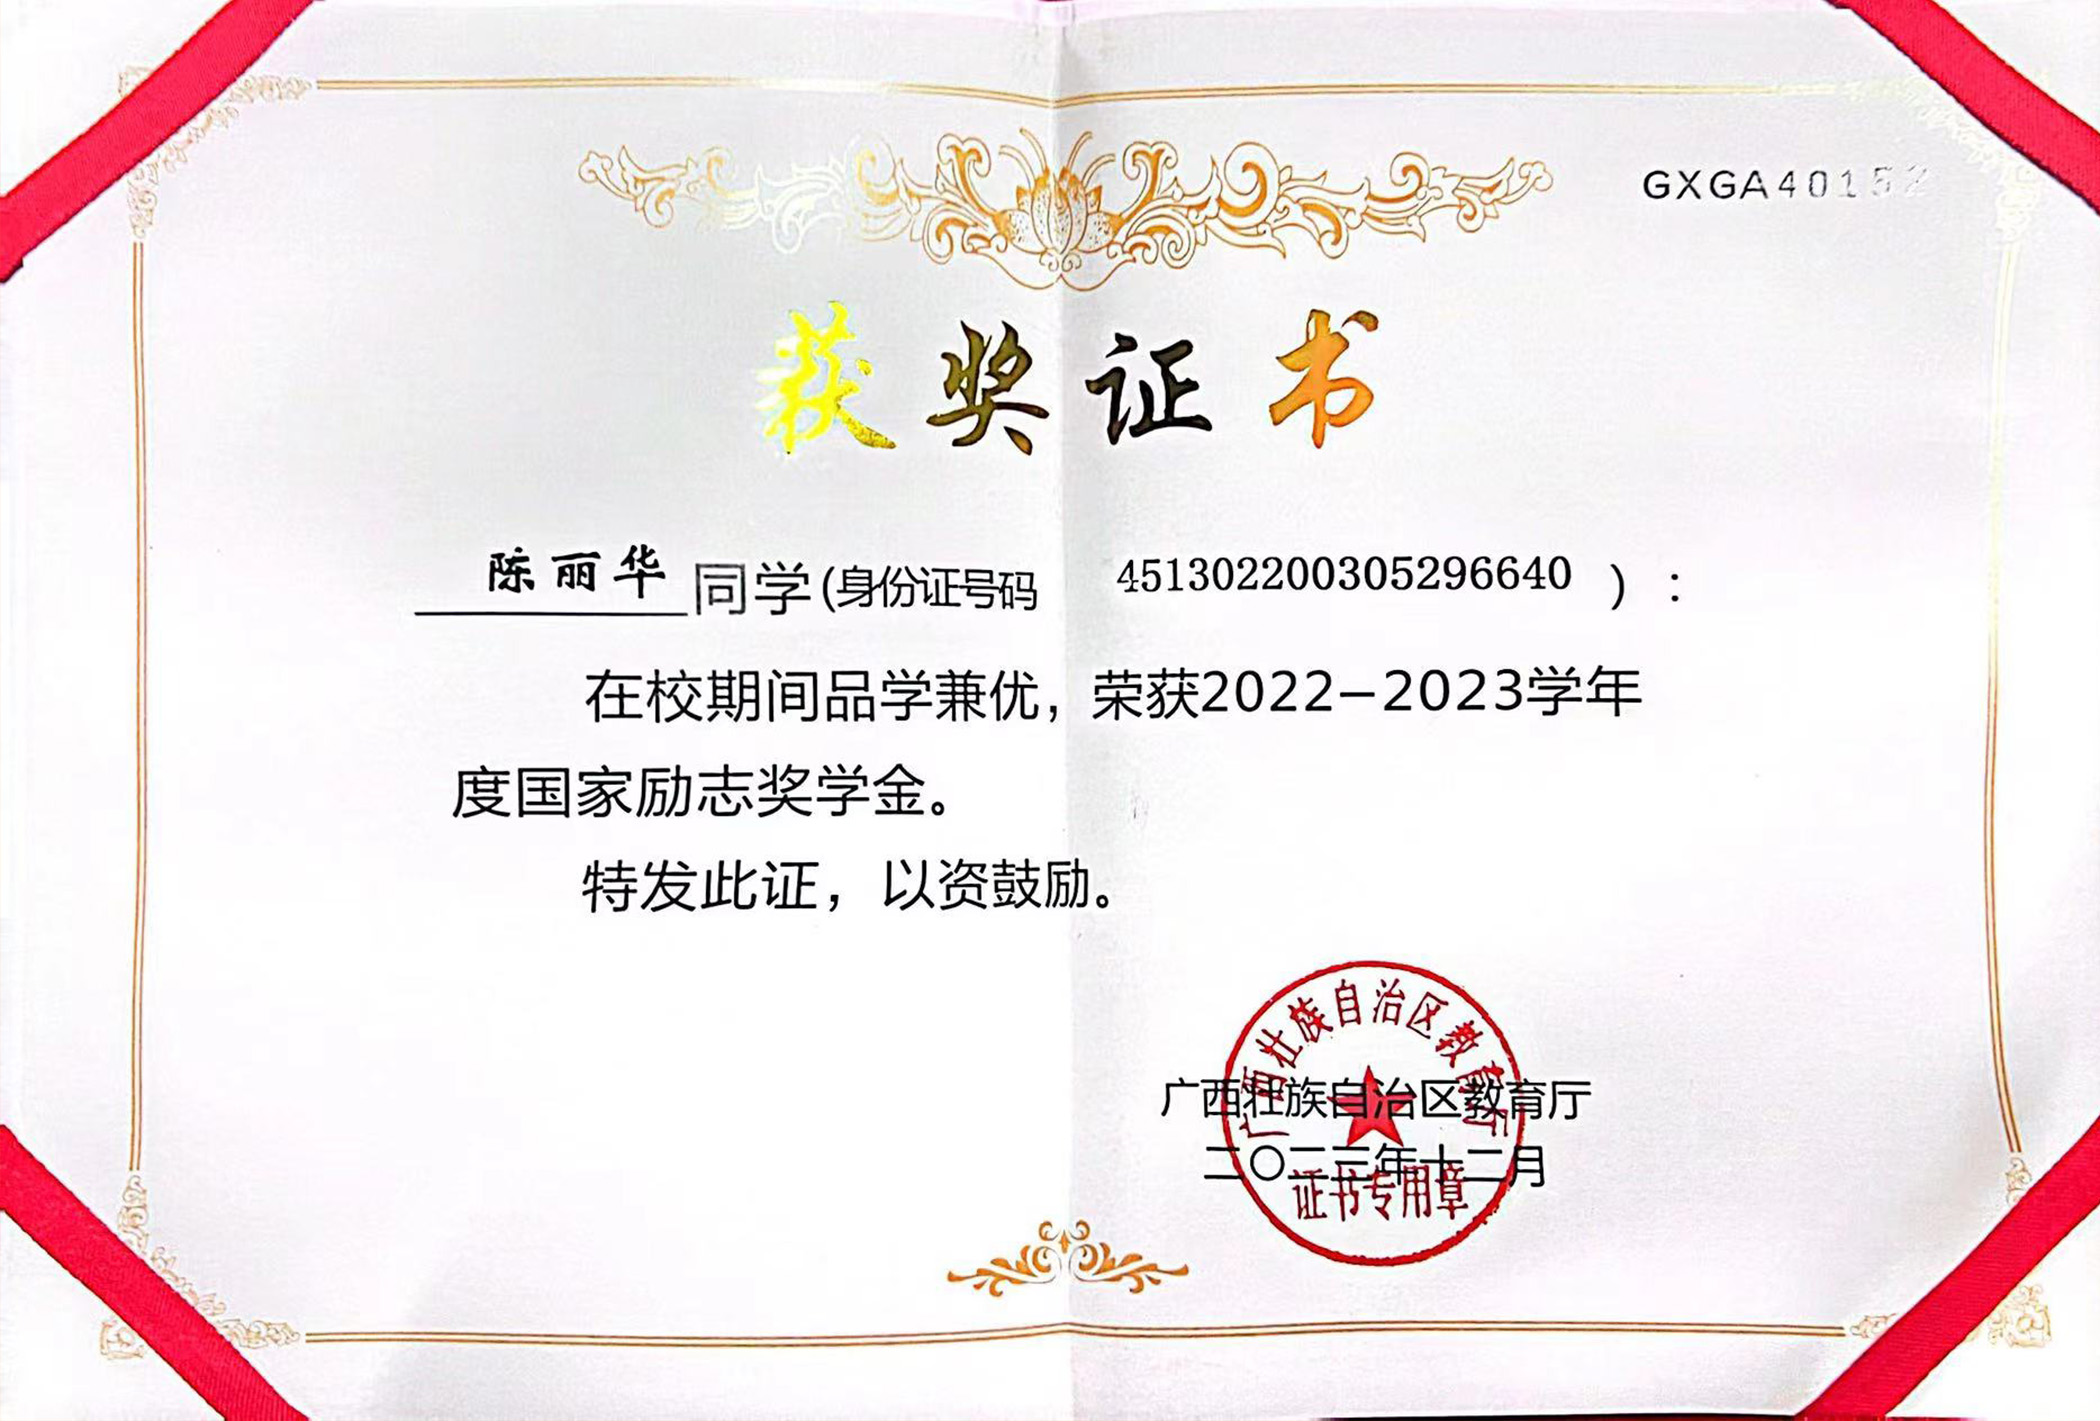 GXGA40152
获奖证书
陈丽华同学(身份证号码 451302200305296640 ) :
在校期间品学兼优，荣获2022-2023学年
度国家励志奖学金。
特发此证，以资鼓励。
广西壮族自治区教育厅
广西壮族自治区教育厅
二〇二三年十二月
证书专用章